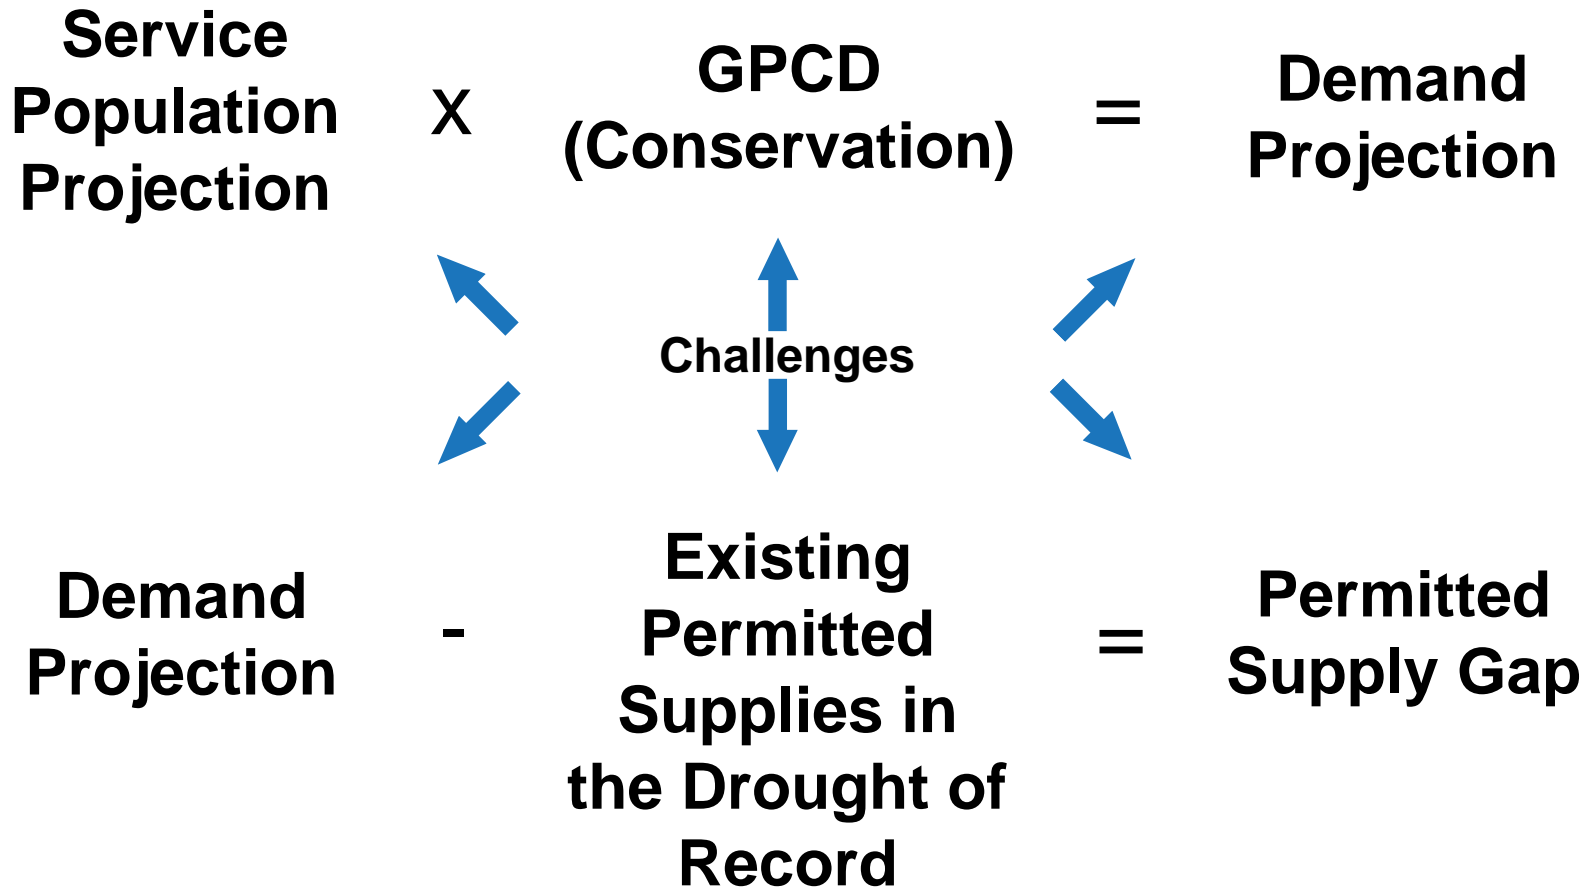 Service
Population
Projection
x
GPCD
(Conservation)
=
Demand
Projection
Challenges
Demand
Projection
-
Existing
Permitted
Supplies in
the Drought of
Record
=
Permitted
Supply Gap